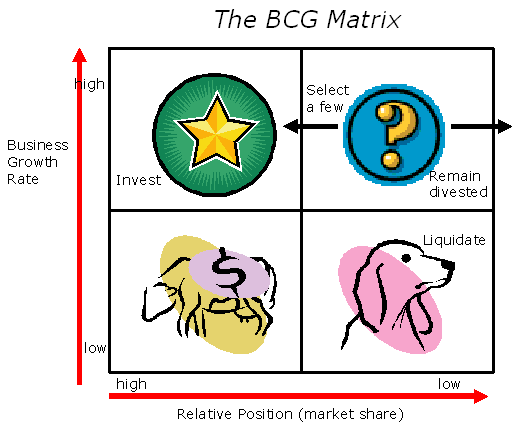 The BCG Matrix
high
Select
a few
Business
Growth
Rate
Invest
Remain
divested
$
?
Liquidate
low
high
low
Relative Position (market share)